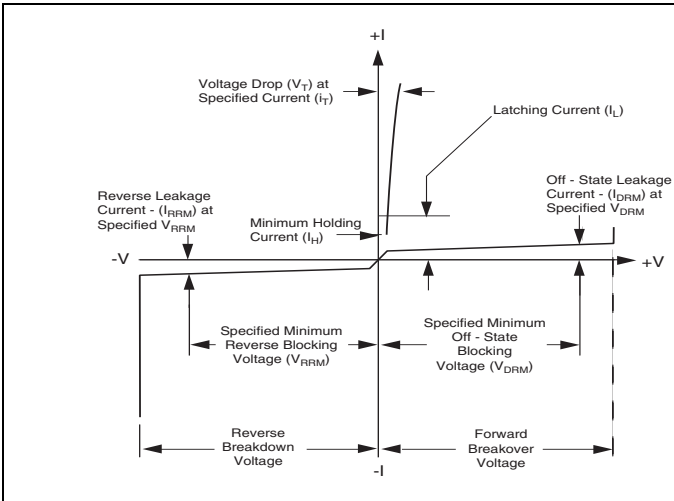 +I
Voltage Drop (VT) at
Specified Current (iT)
Latching Current (IL)
Reverse Leakage
Current - (IRRM) at
Specified VRRM
Off - State Leakage
Current - (IDRM) at
Specified VDRM
Minimum Holding
Current (IH)
-V
+V
Specified Minimum
Reverse Blocking
Voltage (VRRM)
Specified Minimum
Off - State
Blocking
Voltage (VDRM)
Reverse
Breakdown
Voltage
Forward
Breakover
Voltage
-I